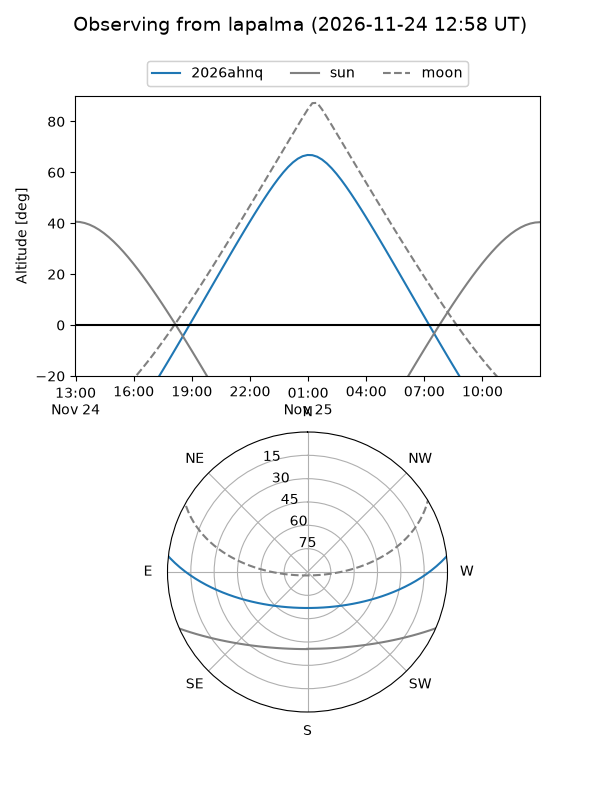 Observing from lapalma (2026-11-24 12:58 UT)
2026ahnq sun moon
Altitude [deg]
80
60
40
20
0
−20
13:00 16:00 19:00 22:00 01:00 04:00 07:00 10:00
Nov 24 Nov 25
N
NE NW
15
30
45
60
75
E W
SE SW
S